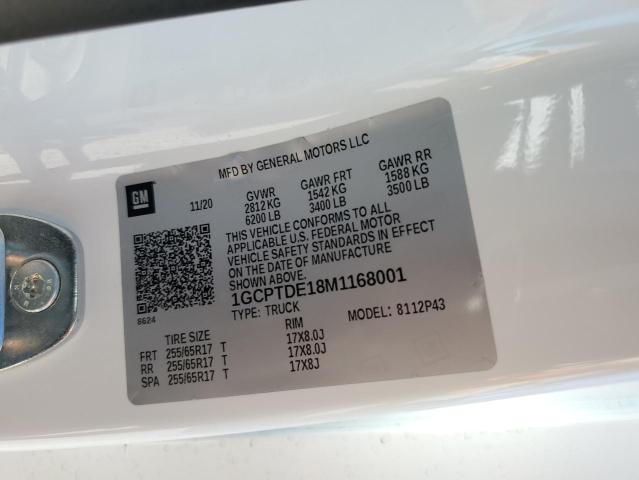 MFD BY GENERAL MOTORS LLC
GM
11/20
GVWR GAWR FRT GAWR RR
2812 KG 1542 KG 1588 KG
6200 LB 3400 LB 3500 LB
THIS VEHICLE CONFORMS TO ALL
APPLICABLE U.S. FEDERAL MOTOR
VEHICLE SAFETY STANDARDS IN EFFECT
ON THE DATE OF MANUFACTURE
SHOWN ABOVE.
1GCPTDE18M1168001
8624
TYPE: TRUCK MODEL: 8112P43
TIRE SIZE RIM
FRT 255/65R17 T 17X8.0J
RR 255/65R17 T 17X8.0J
SPA 255/65R17 T 17X8J